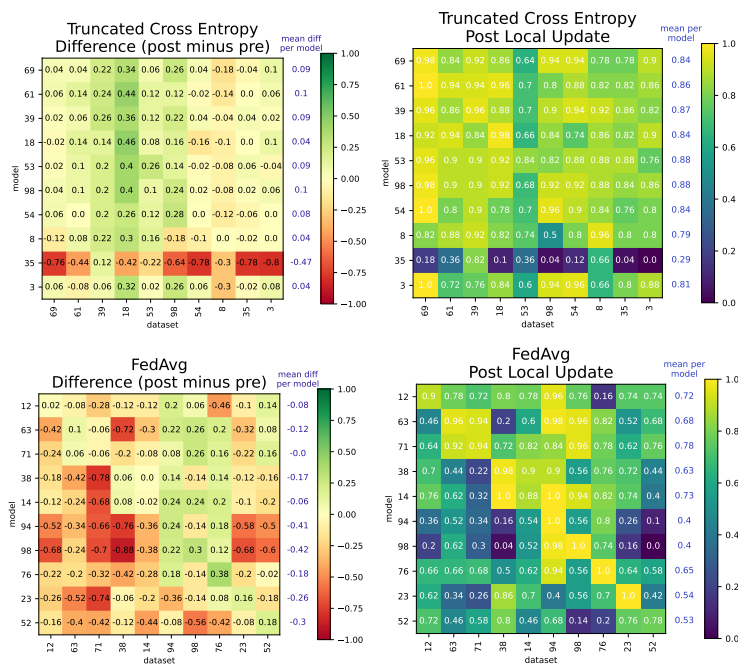 Truncated Cross Entropy
Difference (post minus pre)
mean diff
per model
69 0.04 0.04 0.22 0.34 0.06 0.26 0.04 -0.18 -0.04 0.1 0.09
61 0.06 0.14 0.24 0.44 0.12 0.12 -0.02 -0.14 0.0 0.06 0.1
39 0.02 0.06 0.26 0.36 0.12 0.22 0.04 -0.08 -0.04 0.02 0.09
18 -0.02 0.14 0.14 0.46 0.08 0.16 -0.16 -0.1 0.0 0.1 0.04
53 -0.02 0.1 0.2 0.4 0.26 0.14 0.02 -0.08 -0.06 -0.04 0.09
98 -0.04 0.1 0.2 0.4 0.1 0.24 0.0 -0.02 -0.02 0.0 0.1
54 0.06 0.0 0.2 0.26 0.12 0.28 0.0 -0.12 -0.06 0.0 0.08
8 -0.12 0.08 0.22 0.3 0.16 -0.18 -0.1 0.0 -0.02 0.0 0.04
35 -0.76 -0.44 0.12 -0.42 -0.22 -0.64 -0.78 -0.3 -0.78 -0.8 -0.47
3 0.06 -0.08 0.06 0.32 0.02 0.26 0.06 -0.3 -0.02 0.08 0.04
69 61 39 18 53 98 54 8 35 3
model
dataset
1.00
0.75
0.50
0.25
0.00
−0.25
−0.50
−0.75
−1.00
Truncated Cross Entropy
Post Local Update
mean per
model
69 0.98 0.84 0.92 0.86 0.64 0.94 0.94 0.78 0.78 0.9 0.84
61 1.0 0.94 0.94 0.96 0.7 0.8 0.88 0.82 0.82 0.86 0.86
39 0.96 0.86 0.96 0.88 0.7 0.9 0.94 0.86 0.86 0.82 0.87
18 0.92 0.94 0.84 0.98 0.66 0.84 0.74 0.86 0.82 0.9 0.84
53 0.96 0.9 0.9 0.92 0.84 0.82 0.88 0.88 0.88 0.76 0.88
98 0.96 0.9 0.9 0.92 0.68 0.92 0.92 0.94 0.88 0.86 0.88
54 1.0 0.8 0.9 0.78 0.7 0.96 0.9 0.84 0.8 0.8 0.84
8 0.82 0.88 0.92 0.82 0.74 0.5 0.8 0.96 0.8 0.8 0.79
35 0.18 0.36 0.82 0.1 0.36 0.04 0.12 0.66 0.04 0.0 0.29
3 1.0 0.72 0.76 0.84 0.6 0.94 0.96 0.66 0.8 0.88 0.81
69 61 39 18 53 98 54 8 35 3
model
dataset
1.0
0.8
0.6
0.4
0.2
0.0
FedAvg
Difference (post minus pre)
mean diff
per model
12 0.02 -0.08 -0.28 -0.12 -0.12 0.2 0.06 -0.46 -0.1 0.14 -0.08
63 -0.42 0.1 -0.06 -0.72 -0.3 0.22 0.26 0.2 -0.32 0.08 -0.12
71 -0.24 0.06 -0.06 -0.2 -0.08 0.08 0.26 0.16 -0.22 0.16 -0.0
38 -0.18 -0.42 -0.78 0.06 0.0 0.14 -0.14 0.14 -0.12 -0.16 -0.17
14 -0.12 -0.24 -0.68 0.08 -0.02 0.24 0.24 0.2 -0.1 -0.2 -0.06
94 -0.52 -0.34 -0.66 -0.76 -0.36 0.24 -0.14 0.18 -0.58 -0.5 -0.41
98 -0.68 -0.24 -0.7 -0.88 -0.38 0.22 0.3 0.12 -0.68 -0.6 -0.42
76 -0.22 -0.2 -0.32 -0.42 -0.28 0.18 -0.14 0.38 -0.2 -0.02 -0.18
23 -0.26 -0.52 -0.74 -0.06 -0.2 -0.04 -0.14 -0.08 0.16 -0.18 -0.26
52 -0.16 -0.4 -0.42 -0.12 -0.44 -0.08 -0.56 -0.42 -0.08 0.18 -0.3
12 63 71 38 14 94 98 76 23 52
model
dataset
1.00
0.75
0.50
0.25
0.00
−0.25
−0.50
−0.75
−1.00
FedAvg
Post Local Update
mean per
model
12 0.9 0.78 0.72 0.8 0.78 0.96 0.76 0.16 0.74 0.74 0.72
63 0.46 0.96 0.94 0.2 0.6 0.96 0.96 0.82 0.52 0.68 0.68
71 0.64 0.92 0.94 0.72 0.82 0.84 0.96 0.78 0.62 0.76 0.78
38 0.7 0.44 0.22 0.98 0.9 0.9 0.56 0.76 0.72 0.44 0.63
14 0.76 0.62 0.32 1.0 0.88 1.0 0.94 0.82 0.74 0.4 0.73
94 0.36 0.52 0.34 0.16 0.54 1.0 0.56 0.8 0.26 0.1 0.4
98 0.2 0.62 0.3 0.04 0.52 0.98 1.0 0.74 0.16 0.0 0.4
76 0.66 0.66 0.68 0.5 0.62 0.94 0.56 1.0 0.64 0.58 0.65
23 0.62 0.34 0.26 0.86 0.7 0.4 0.56 0.7 1.0 0.42 0.54
52 0.72 0.46 0.58 0.8 0.46 0.68 0.14 0.2 0.68 0.78 0.53
12 63 71 38 14 94 98 76 23 52
model
dataset
1.0
0.8
0.6
0.4
0.2
0.0